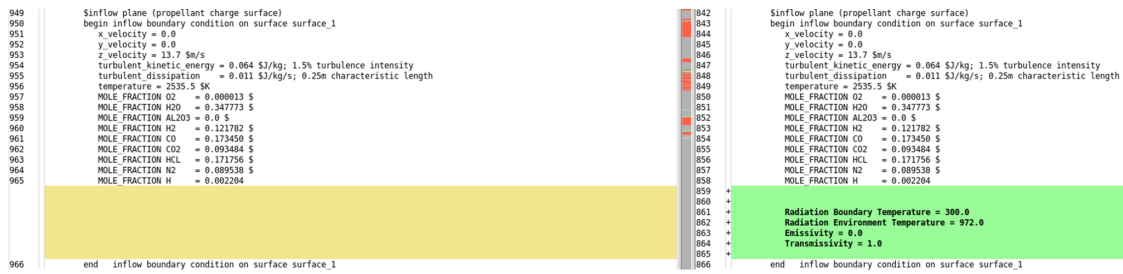 949 $inflow plane (propellant charge surface)
950 begin inflow boundary condition on surface surface_1
951 x_velocity = 0.0
952 y_velocity = 0.0
953 z_velocity = 13.7 $m/s
954 turbulent_kinetic_energy = 0.064 $J/kg; 1.5% turbulence intensity
955 turbulent_dissipation = 0.011 $J/kg/s; 0.25m characteristic length
956 temperature = 2535.5 $K
957 MOLE_FRACTION O2 = 0.000013 $
958 MOLE_FRACTION H2O = 0.347773 $
959 MOLE_FRACTION AL2O3 = 0.0 $
960 MOLE_FRACTION H2 = 0.121782 $
961 MOLE_FRACTION CO = 0.173450 $
962 MOLE_FRACTION CO2 = 0.093484 $
963 MOLE_FRACTION HCL = 0.171756 $
964 MOLE_FRACTION N2 = 0.089538 $
965 MOLE_FRACTION H = 0.002204
966 end inflow boundary condition on surface surface_1
842 $inflow plane (propellant charge surface)
843 begin inflow boundary condition on surface surface_1
844 x_velocity = 0.0
845 y_velocity = 0.0
846 z_velocity = 13.7 $m/s
847 turbulent_kinetic_energy = 0.064 $J/kg; 1.5% turbulence intensity
848 turbulent_dissipation = 0.011 $J/kg/s; 0.25m characteristic length
849 temperature = 2535.5 $K
850 MOLE_FRACTION O2 = 0.000013 $
851 MOLE_FRACTION H2O = 0.347773 $
852 MOLE_FRACTION AL2O3 = 0.0 $
853 MOLE_FRACTION H2 = 0.121782 $
854 MOLE_FRACTION CO = 0.173450 $
855 MOLE_FRACTION CO2 = 0.093484 $
856 MOLE_FRACTION HCL = 0.171756 $
857 MOLE_FRACTION N2 = 0.089538 $
858 MOLE_FRACTION H = 0.002204
859 +
860 +
861 + Radiation Boundary Temperature = 300.0
862 + Radiation Environment Temperature = 972.0
863 + Emissivity = 0.0
864 + Transmissivity = 1.0
865 +
866 end inflow boundary condition on surface surface_1